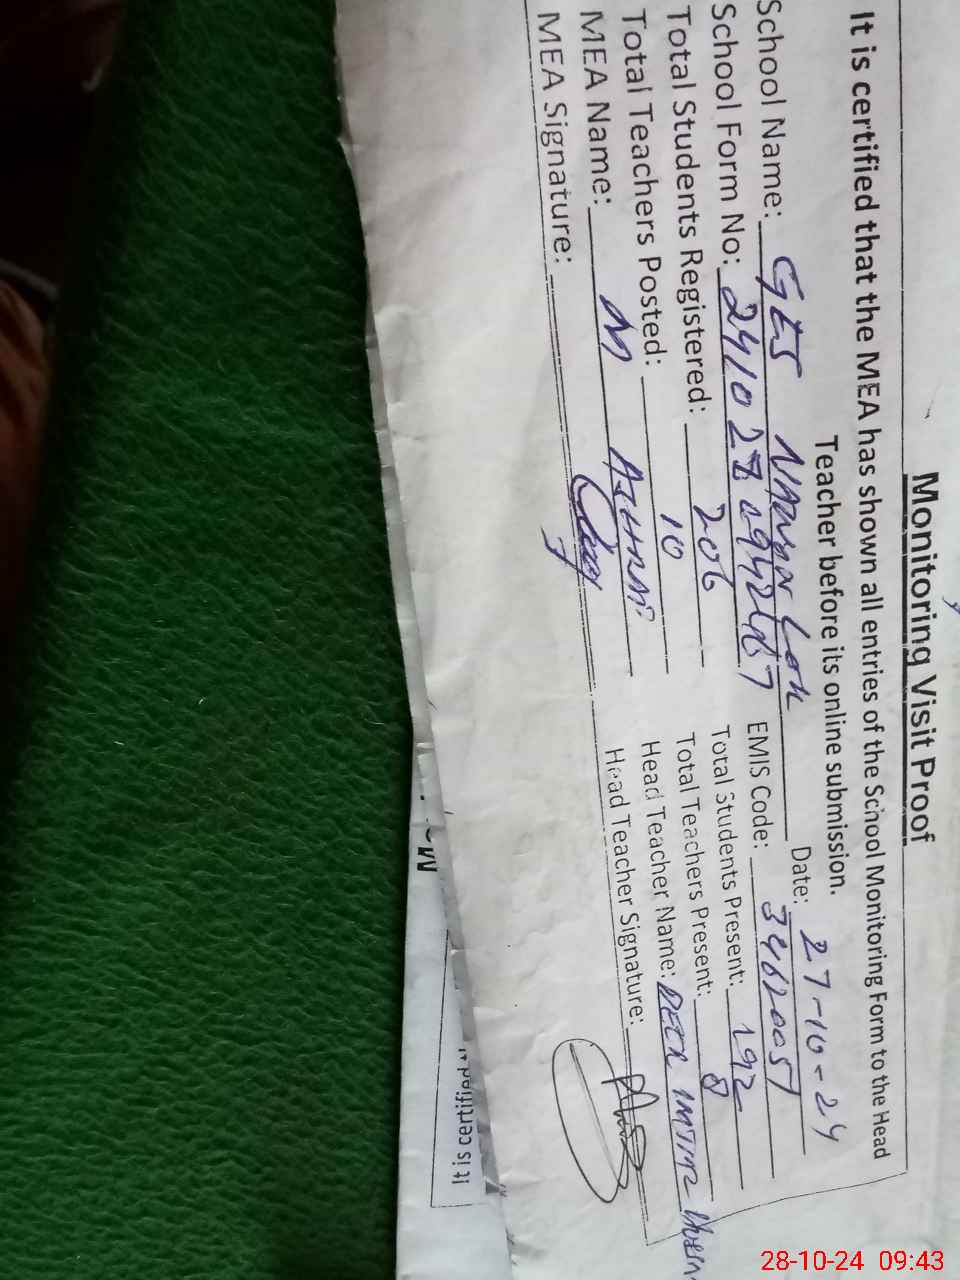 Monitoring Visit Proof
It is certified that the MEA has shown all entries of the School Monitoring Form to the Head
Teacher before its online submission.
Date: 27-10-24
School Name: GES
School Form No: EMIS Code:
Total Students Registered: 206 Total Students Present: 192
Total Teachers Posted: 10 Total Teachers Present: 8
MEA Name: M Head Teacher Name: PEER IMTIAZ
MEA Signature: Head Teacher Signature:
It is certified
28-10-24 09:43